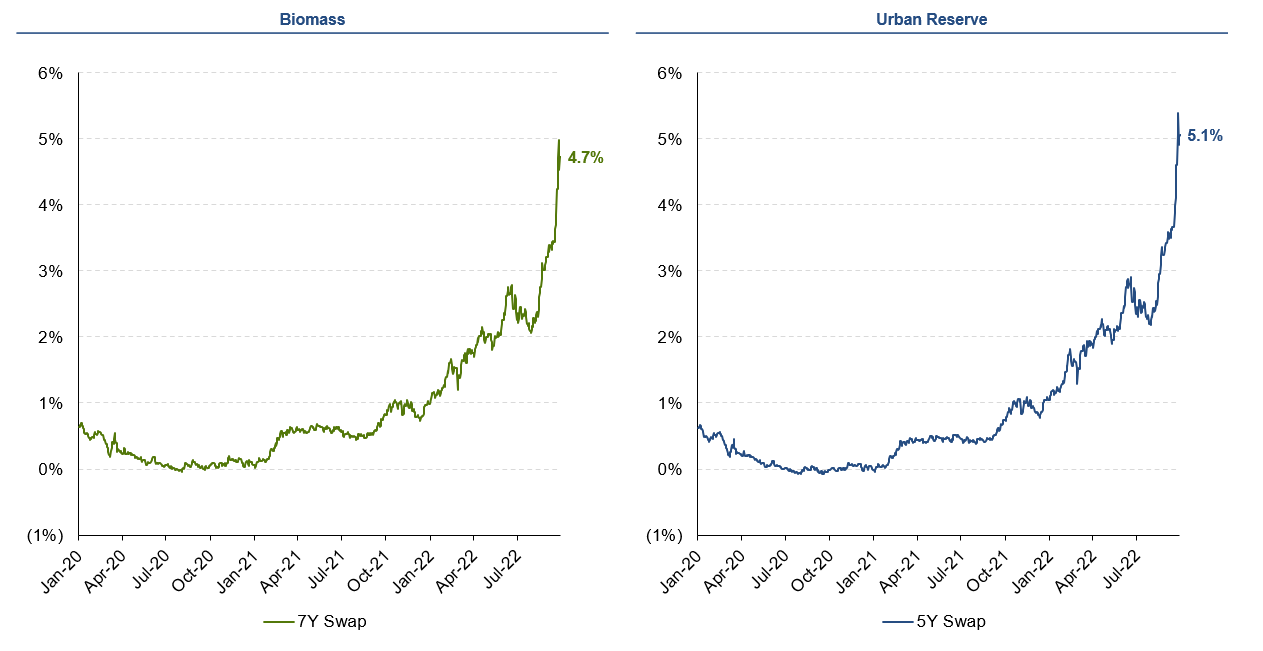 Biomass
6%
5%
4%
3%
2%
1%
0%
(1%)
4.7%
Jan-20
Apr-20
Jul-20
Oct-20
Jan-21
Apr-21
Jul-21
Oct-21
Jan-22
Apr-22
Jul-22
7Y Swap
Urban Reserve
6%
5%
4%
3%
2%
1%
0%
(1%)
5.1%
Jan-20
Apr-20
Jul-20
Oct-20
Jan-21
Apr-21
Jul-21
Oct-21
Jan-22
Apr-22
Jul-22
5Y Swap